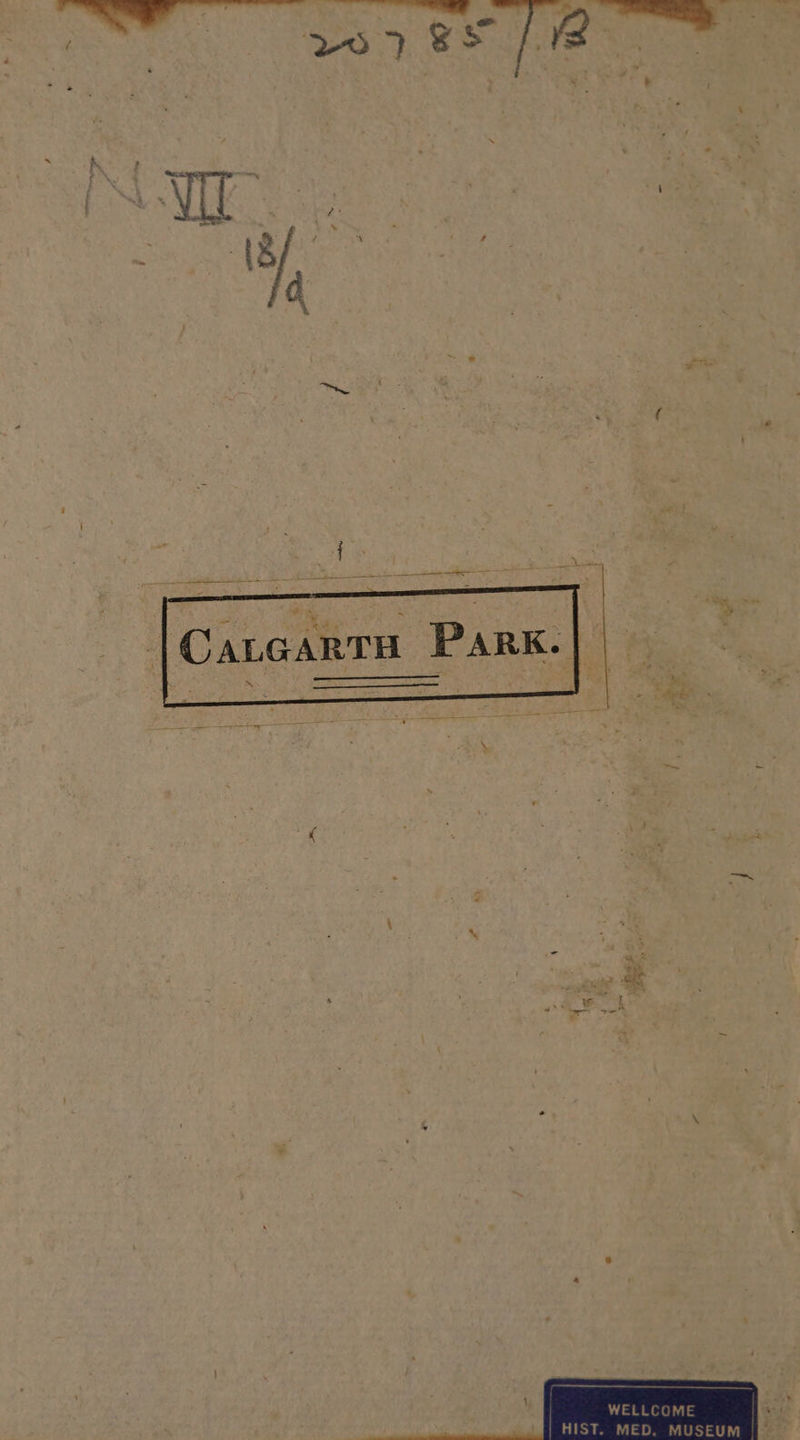 20785/B
N.VII
18/d
CALGARTH PARK.
WELLCOME
HIST. MED. MUSEUM